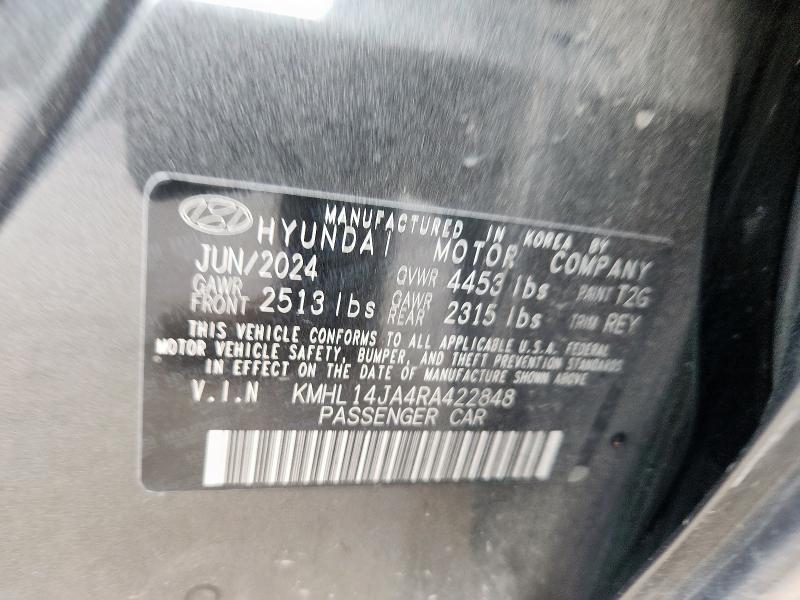 MANUFACTURED IN KOREA BY
HYUNDAI MOTOR COMPANY
JUN/2024 GVWR 4453 lbs PAINT T2G
GAWR FRONT 2513 lbs GAWR REAR 2315 lbs TRIM REY
THIS VEHICLE CONFORMS TO ALL APPLICABLE U.S.A. FEDERAL
MOTOR VEHICLE SAFETY, BUMPER, AND THEFT PREVENTION STANDARDS
IN EFFECT ON THE DATE OF MANUFACTURE SHOWN ABOVE
V.I.N KMHL14JA4RA422848
PASSENGER CAR